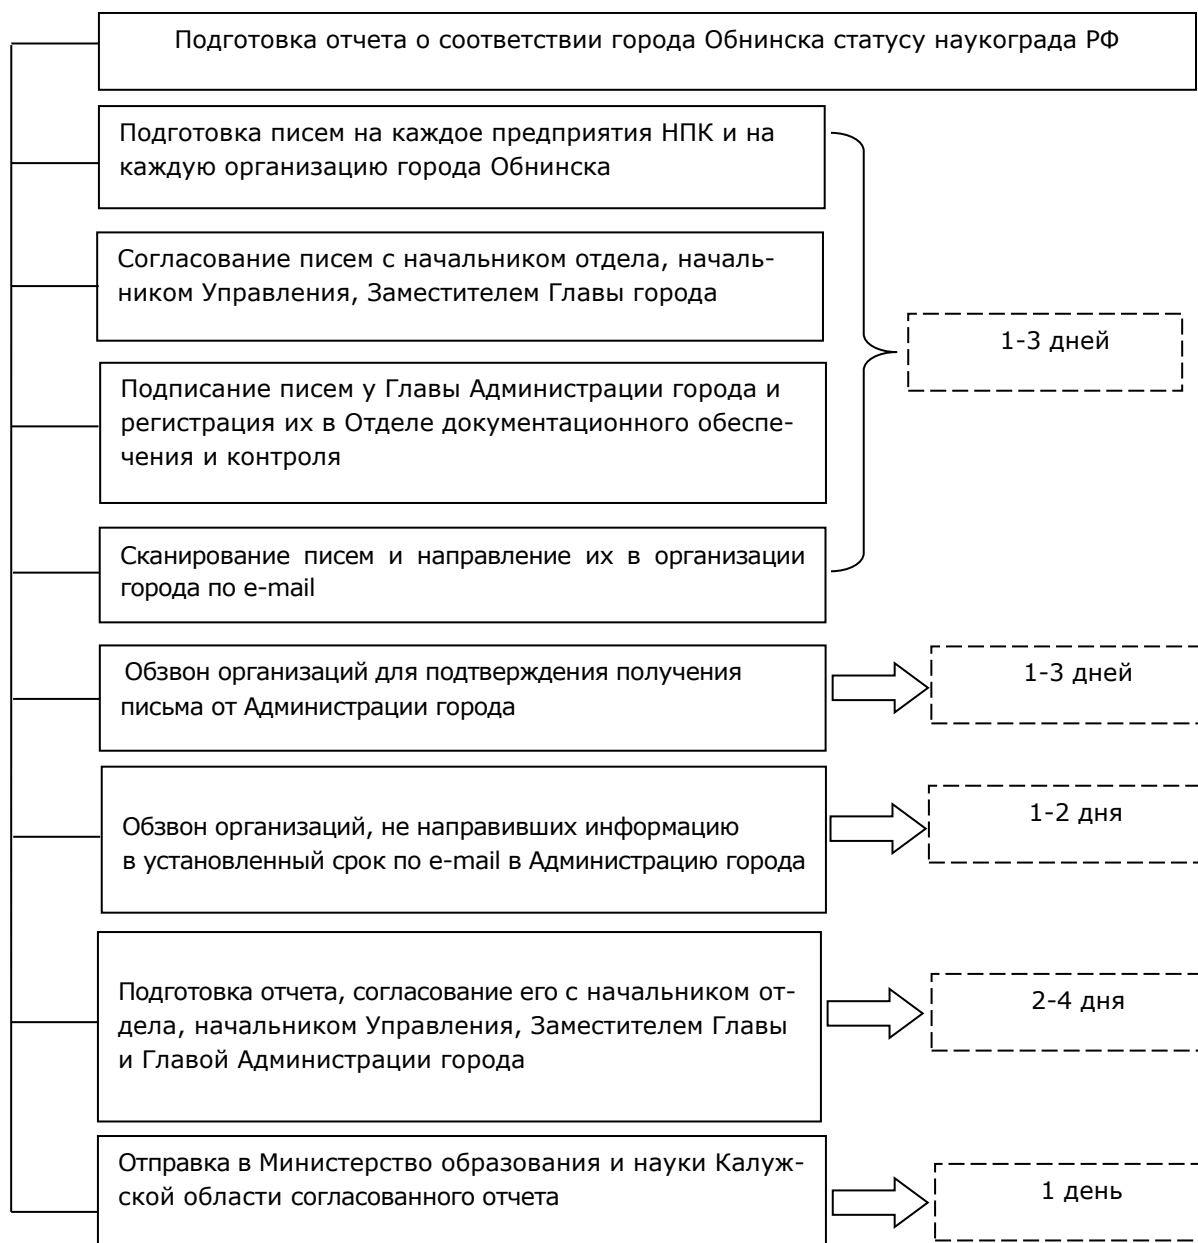 Подготовка отчета о соответствии города Обнинска статусу наукограда РФ
Подготовка писем на каждое предприятия НПК и на
каждую организацию города Обнинска
Согласование писем с начальником отдела, началь-
ником Управления, Заместителем Главы города
1-3 дней
Подписание писем у Главы Администрации города и
регистрация их в Отделе документационного обеспе-
чения и контроля
Сканирование писем и направление их в организации
города по e-mail
Обзвон организаций для подтверждения получения
письма от Администрации города
1-3 дней
Обзвон организаций, не направивших информацию
в установленный срок по e-mail в Администрацию города
1-2 дня
Подготовка отчета, согласование его с начальником от-
дела, начальником Управления, Заместителем Главы
и Главой Администрации города
2-4 дня
Отправка в Министерство образования и науки Калуж-
ской области согласованного отчета
1 день